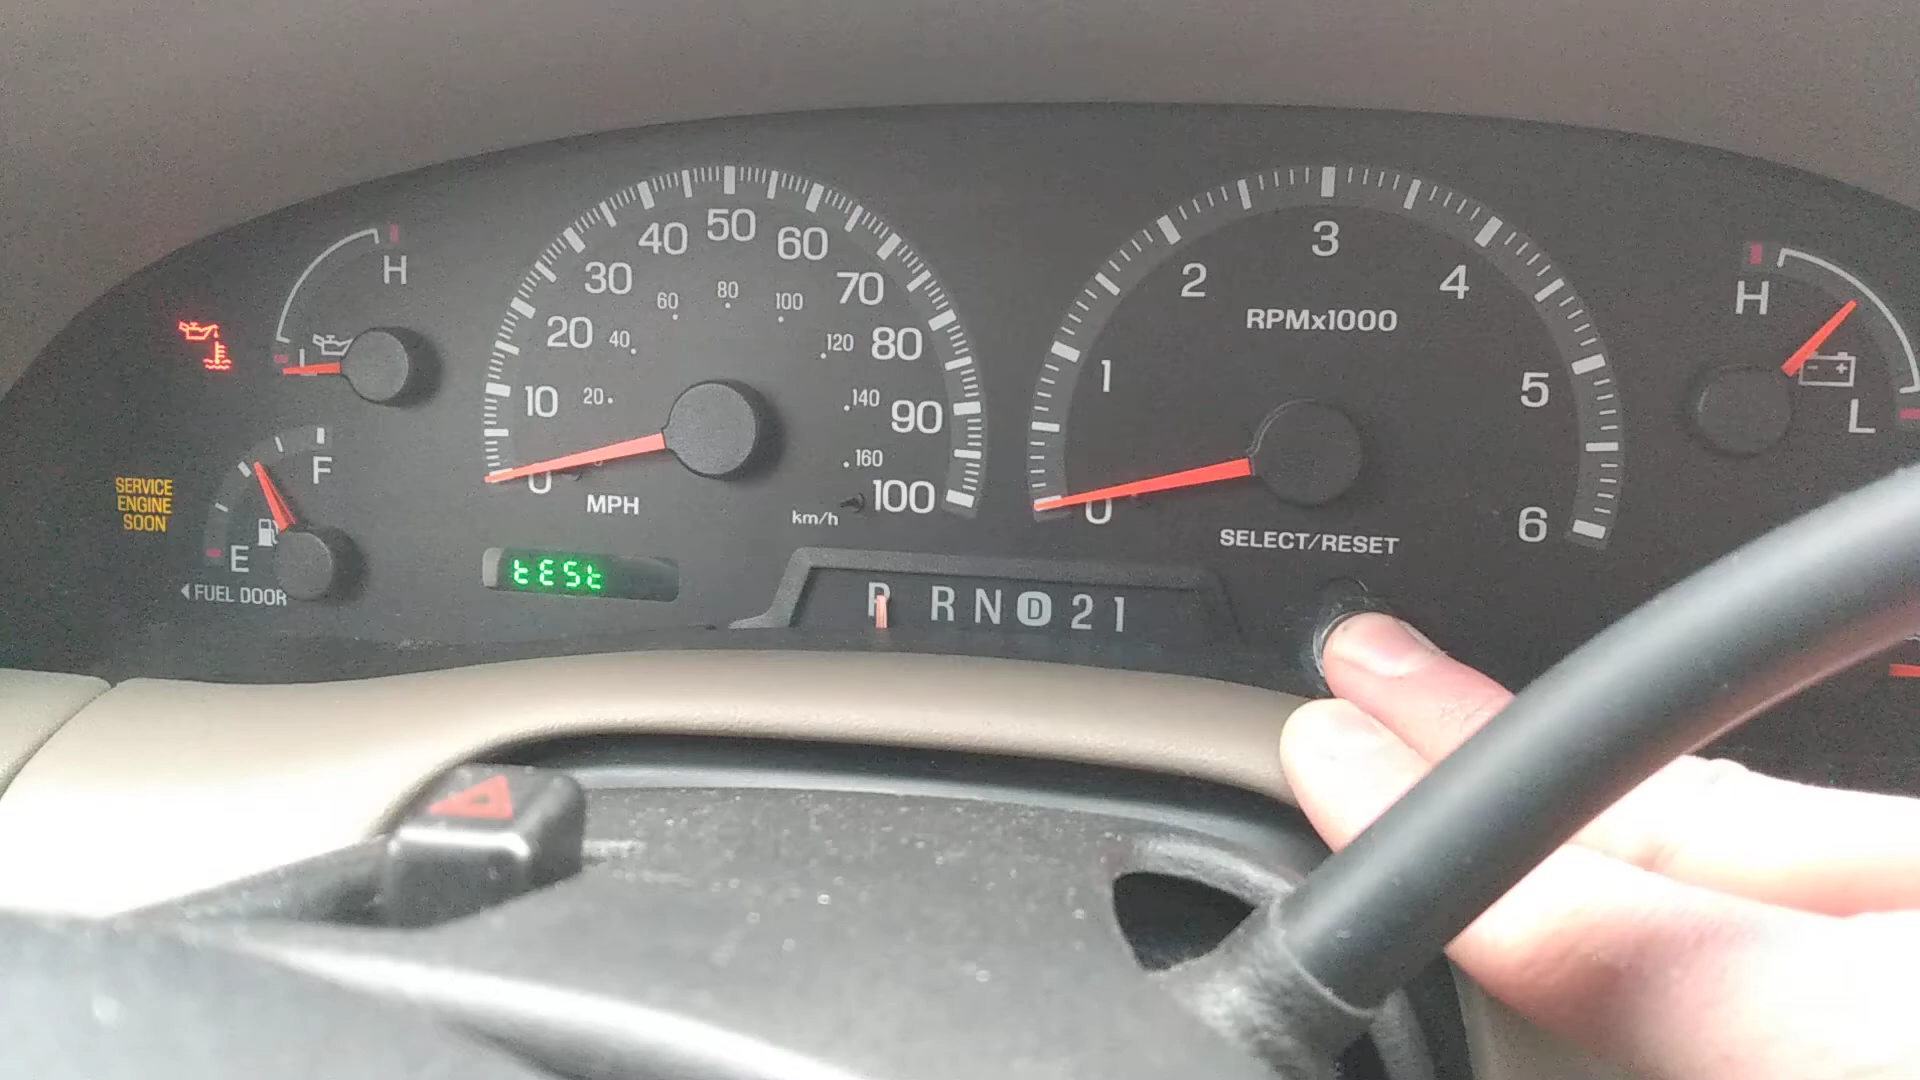 H
L
F
E
SERVICE
ENGINE
SOON
FUEL DOOR
0 10 20 30 40 50 60 70 80 90 100
20 40 60 80 100 120 140 160
MPH
km/h
tESt
P R N D 2 1
0 1 2 3 4 5 6
RPMx1000
SELECT/RESET
H
- +
L